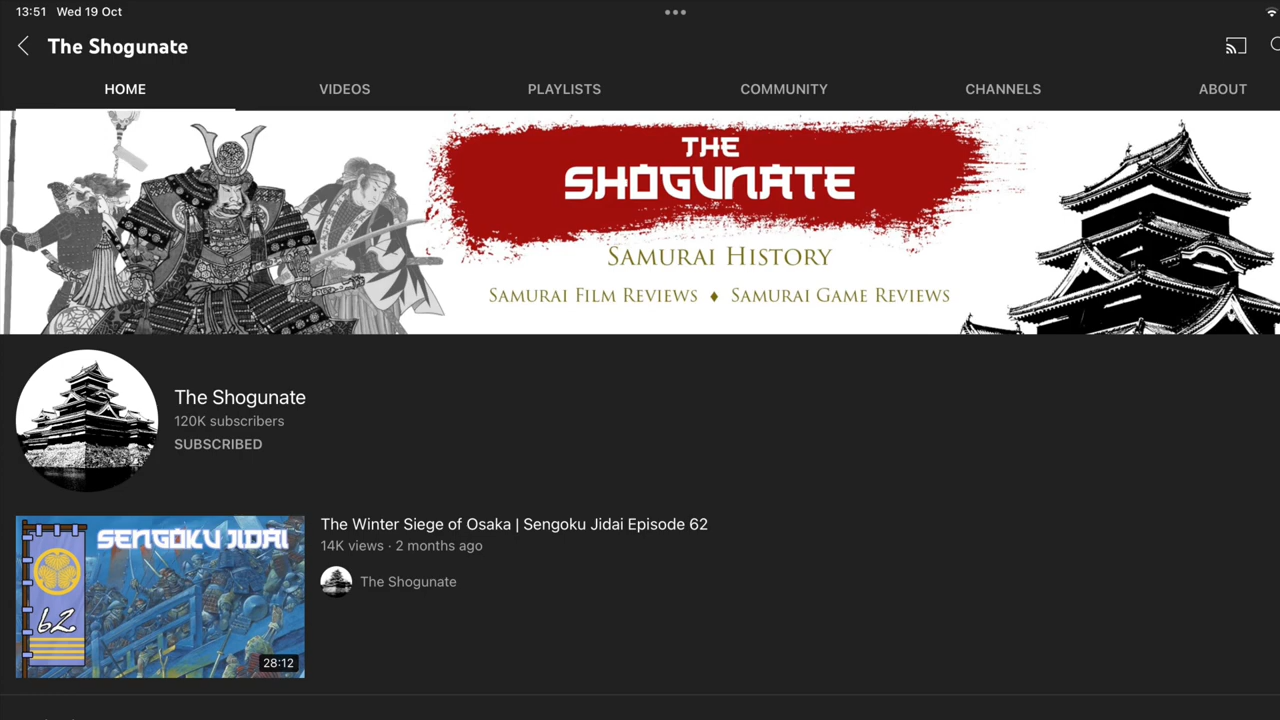 13:51 Wed 19 Oct
The Shogunate
HOME VIDEOS PLAYLISTS COMMUNITY CHANNELS ABOUT
THE
SHOGUNATE
SAMURAI HISTORY
SAMURAI FILM REVIEWS ♦ SAMURAI GAME REVIEWS
The Shogunate
120K subscribers
SUBSCRIBED
SENGOKU JIDAI
62
28:12
The Winter Siege of Osaka | Sengoku Jidai Episode 62
14K views · 2 months ago
The Shogunate